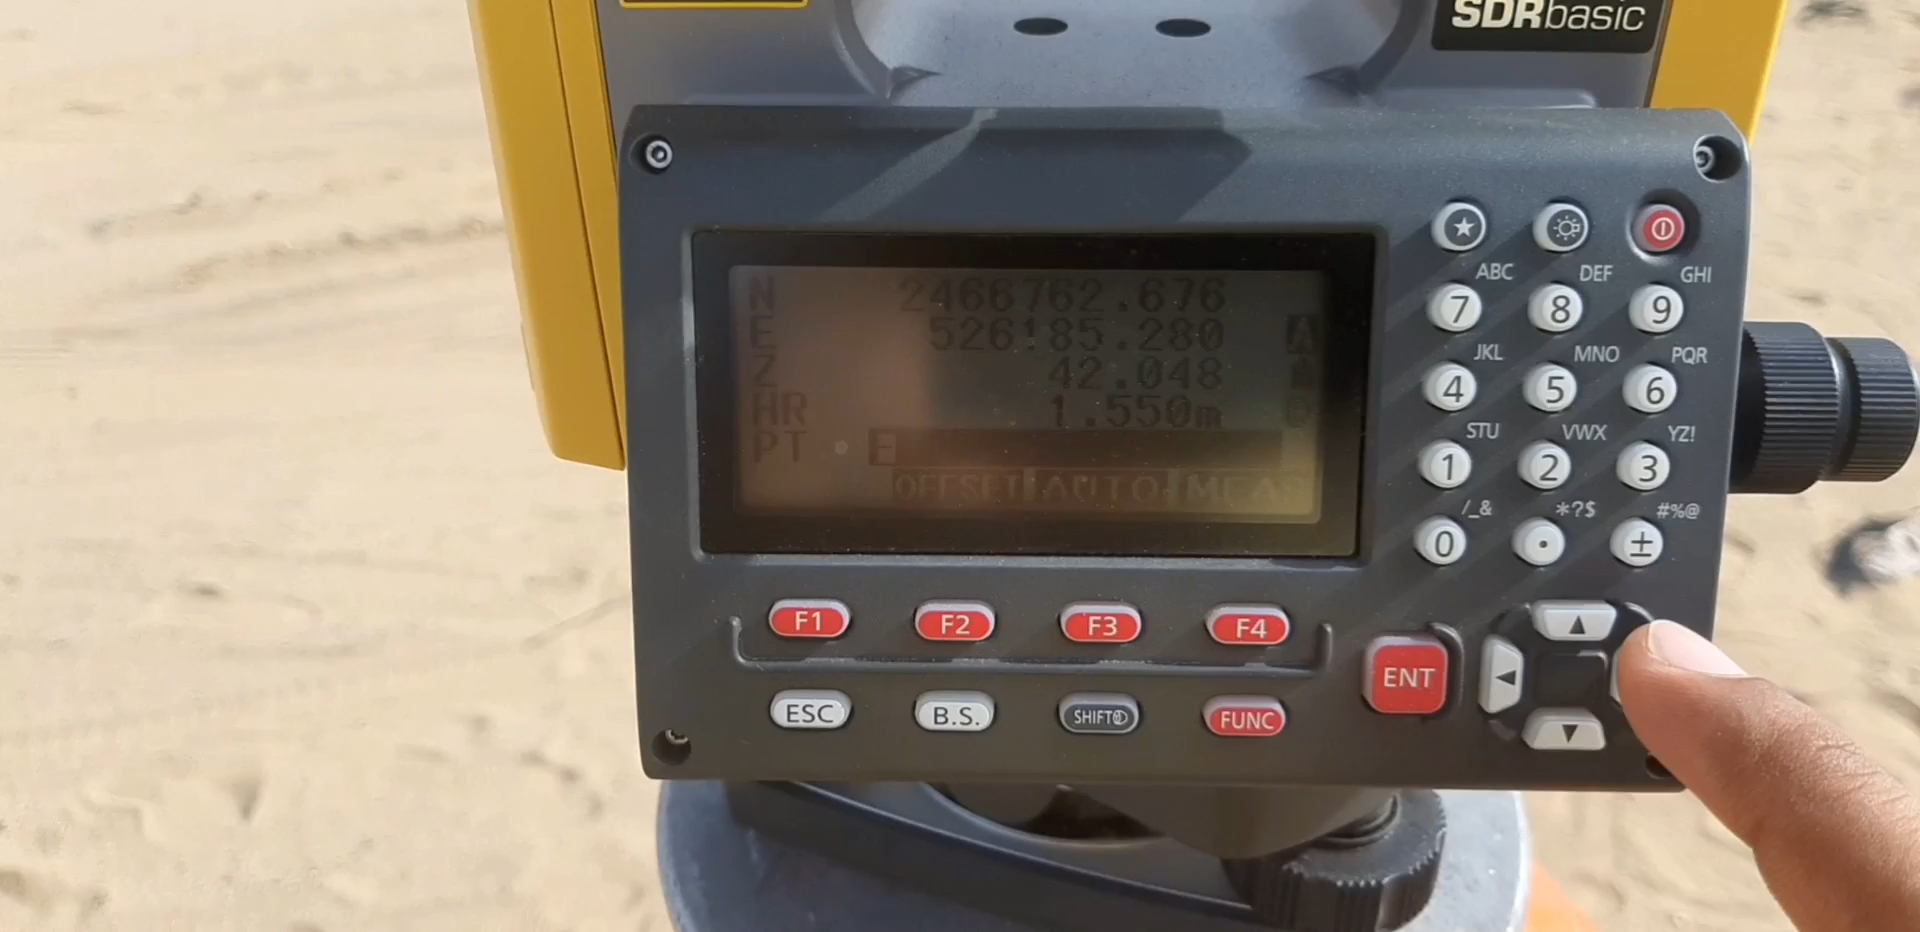 SDRbasic
N 2466762.676
E 526185.280
Z 42.048
HR 1.550m
PT E
OFFSET AUTO MEAS
ABC DEF GHI
7 8 9
JKL MNO PQR
4 5 6
STU VWX YZ!
1 2 3
/_& *?$ #%@
0 . ±
F1 F2 F3 F4
ENT
ESC B.S. SHIFT FUNC